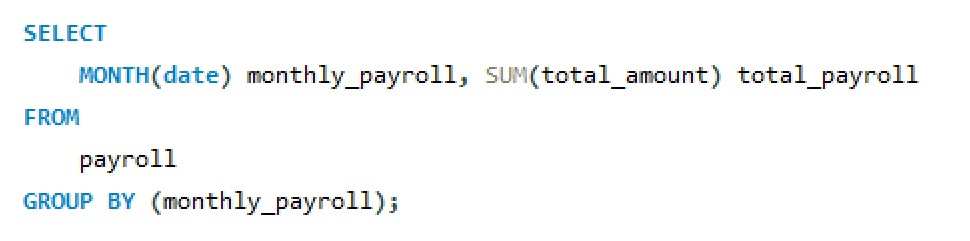 SELECT
MONTH(date) monthly_payroll, SUM(total_amount) total_payroll
FROM
payroll
GROUP BY (monthly_payroll);